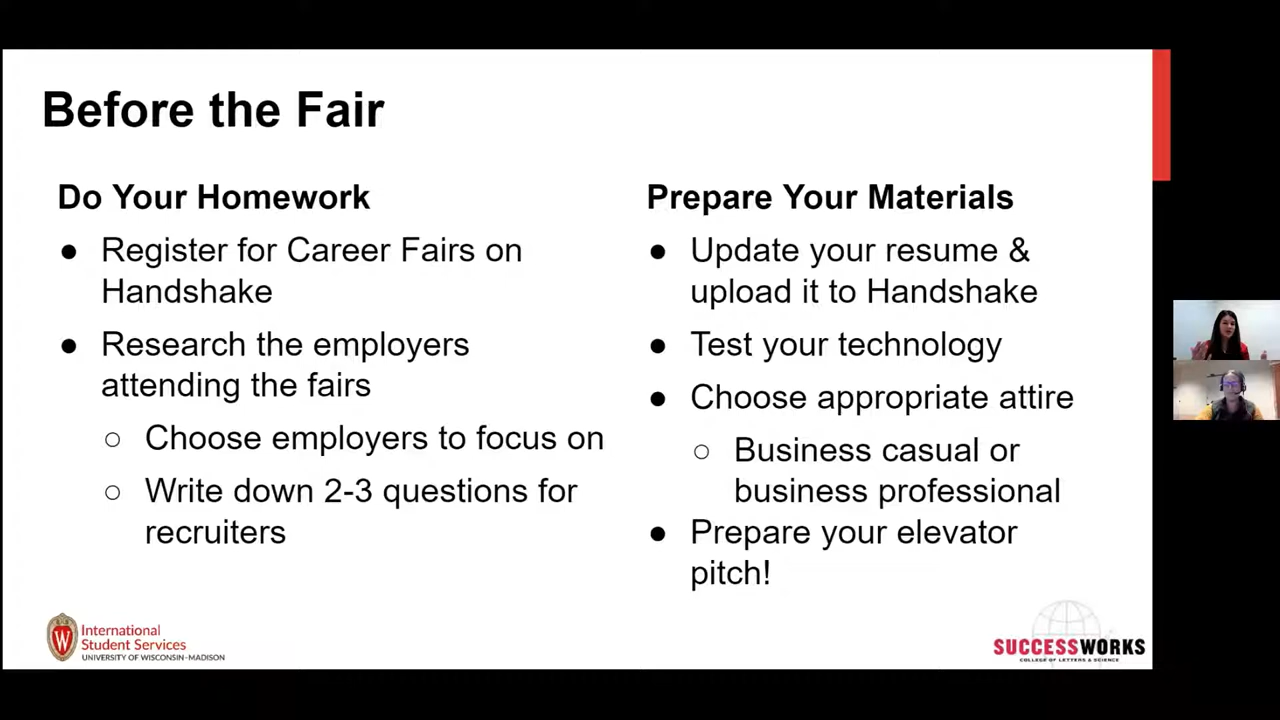 Before the Fair
Do Your Homework
● Register for Career Fairs on
Handshake
● Research the employers
attending the fairs
○ Choose employers to focus on
○ Write down 2-3 questions for
recruiters
Prepare Your Materials
● Update your resume &
upload it to Handshake
● Test your technology
● Choose appropriate attire
○ Business casual or
business professional
● Prepare your elevator
pitch!
W
International
Student Services
UNIVERSITY OF WISCONSIN-MADISON
SUCCESSWORKS
COLLEGE OF LETTERS & SCIENCE